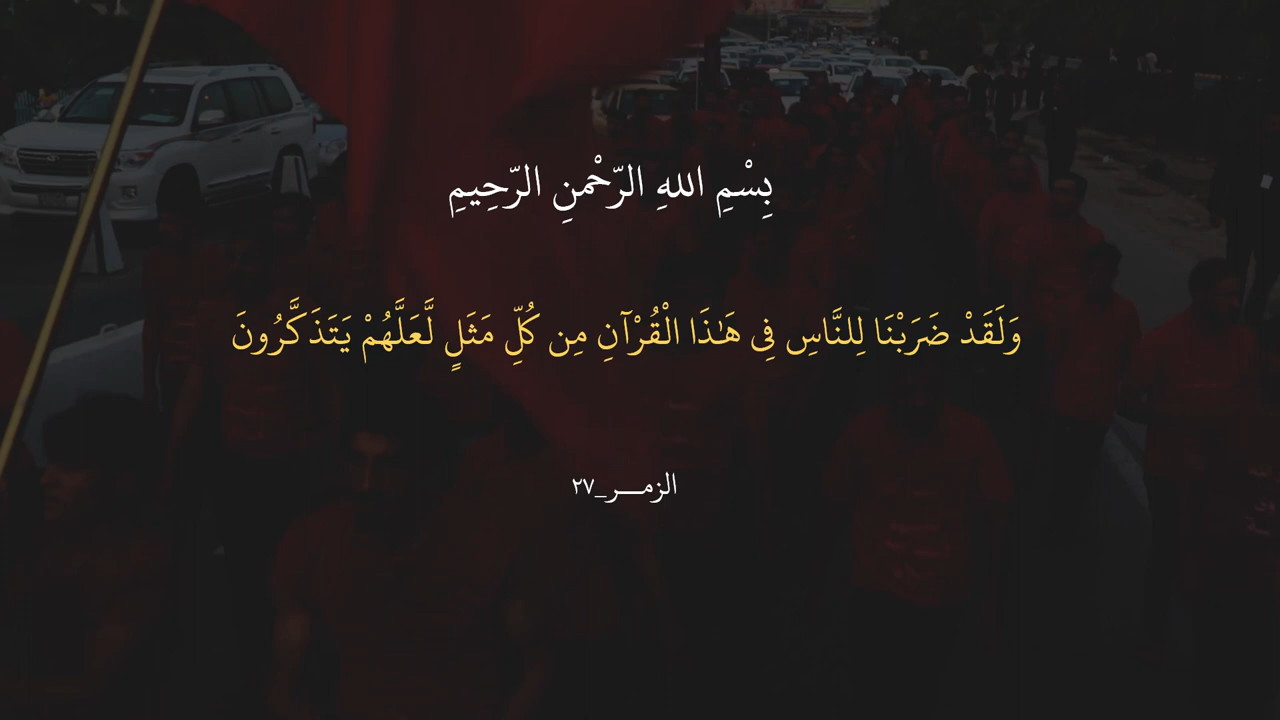 بِسْمِ اللهِ الرّحْمنِ الرّحِيمِ
وَلَقَدْ ضَرَبْنَا لِلنَّاسِ فِى هَـٰذَا الْقُرْآنِ مِن كُلِّ مَثَلٍ لَّعَلَّهُمْ يَتَذَكَّرُونَ
الزمـــر_٢٧